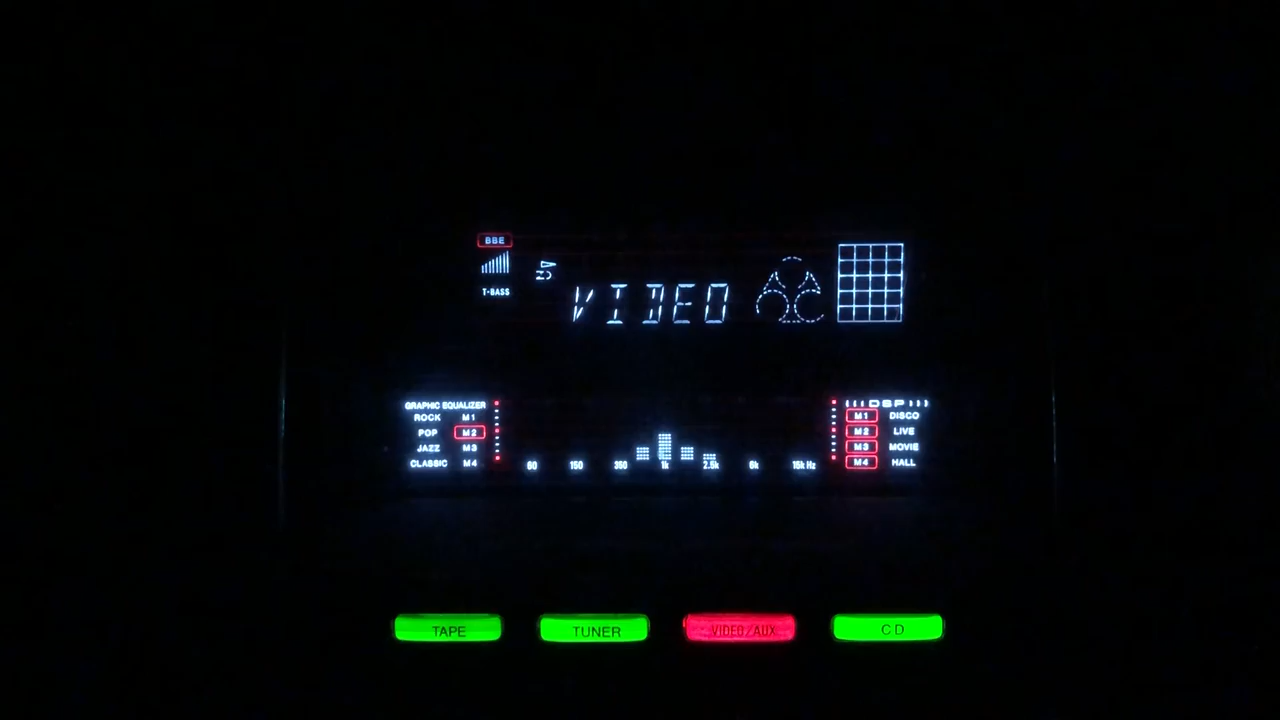 BBE
T-BASS
VIDEO
GRAPHIC EQUALIZER
ROCK M1
POP M2
JAZZ M3
CLASSIC M4
60 150 350 1k 2.5k 6k 15k Hz
DSP
M1 DISCO
M2 LIVE
M3 MOVIE
M4 HALL
TAPE TUNER VIDEO/AUX CD